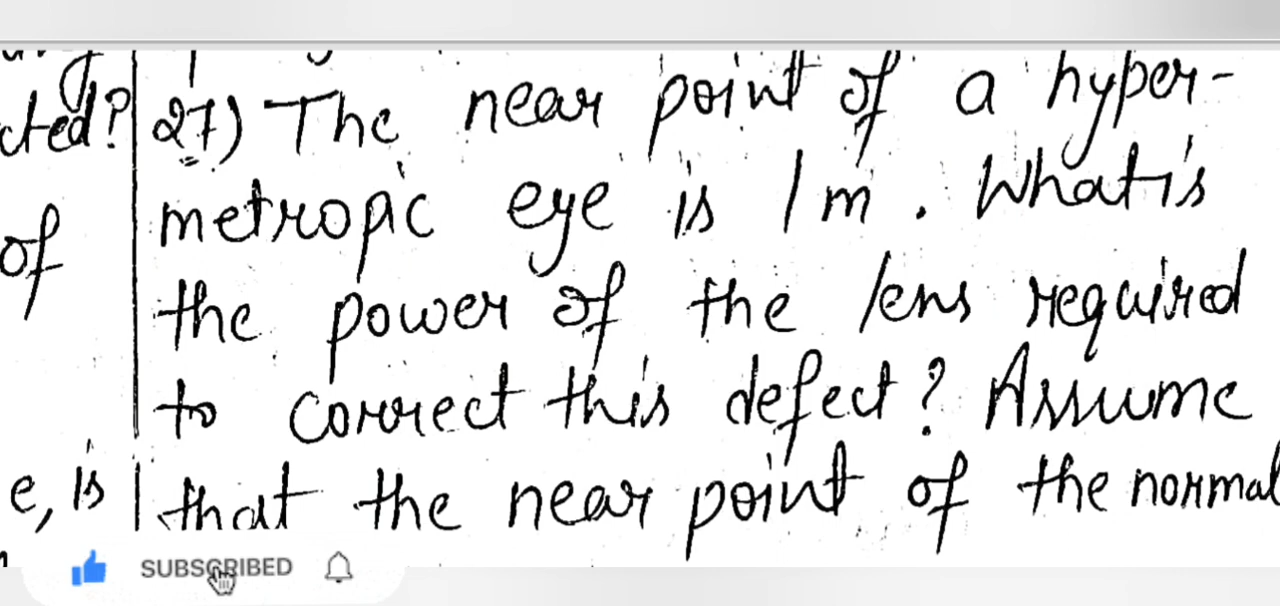 cted?
27) The near point of a hyper-
of
metropic eye is 1m. What is
the power of the lens required
to correct this defect? Assume
e, is
that the near point of the normal
SUBSCRIBED